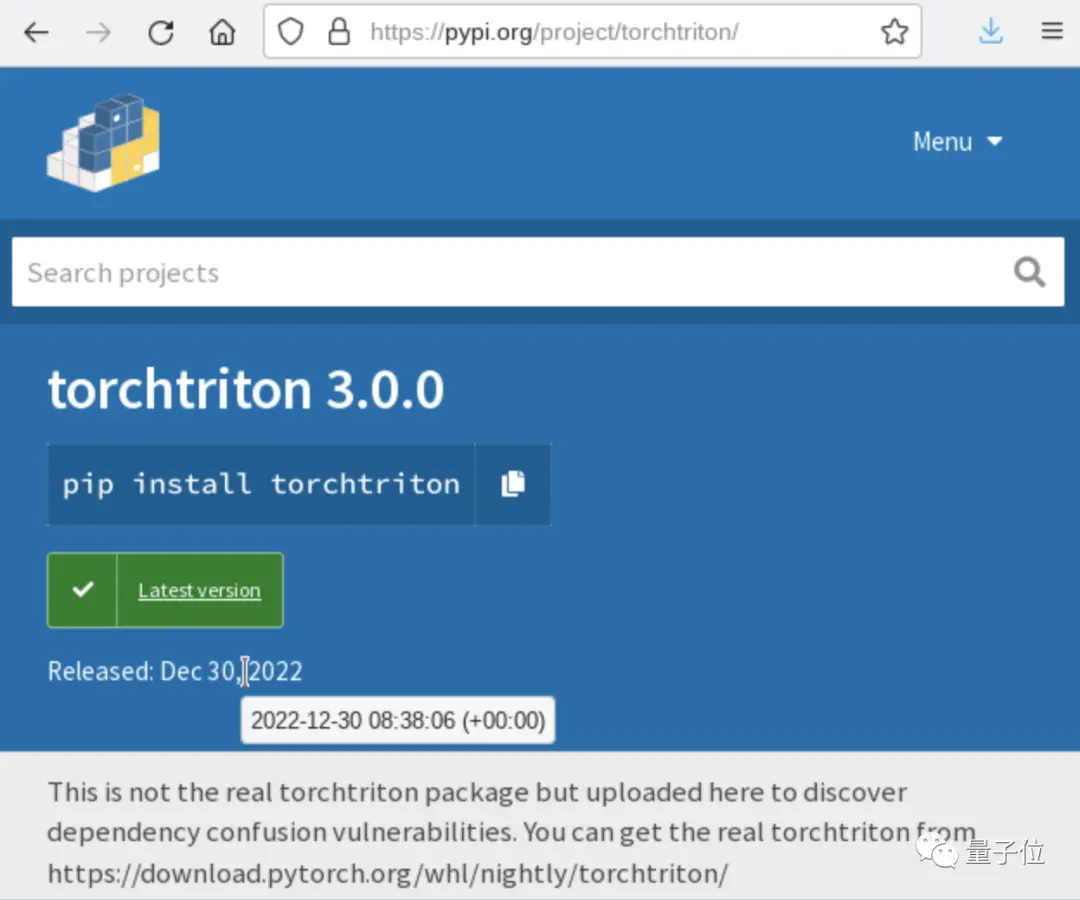 https://pypi.org/project/torchtriton/
Menu
Search projects
torchtriton 3.0.0
pip install torchtriton
Latest version
Released: Dec 30, 2022
2022-12-30 08:38:06 (+00:00)
This is not the real torchtriton package but uploaded here to discover
dependency confusion vulnerabilities. You can get the real torchtriton from
https://download.pytorch.org/whl/nightly/torchtriton/
量子位